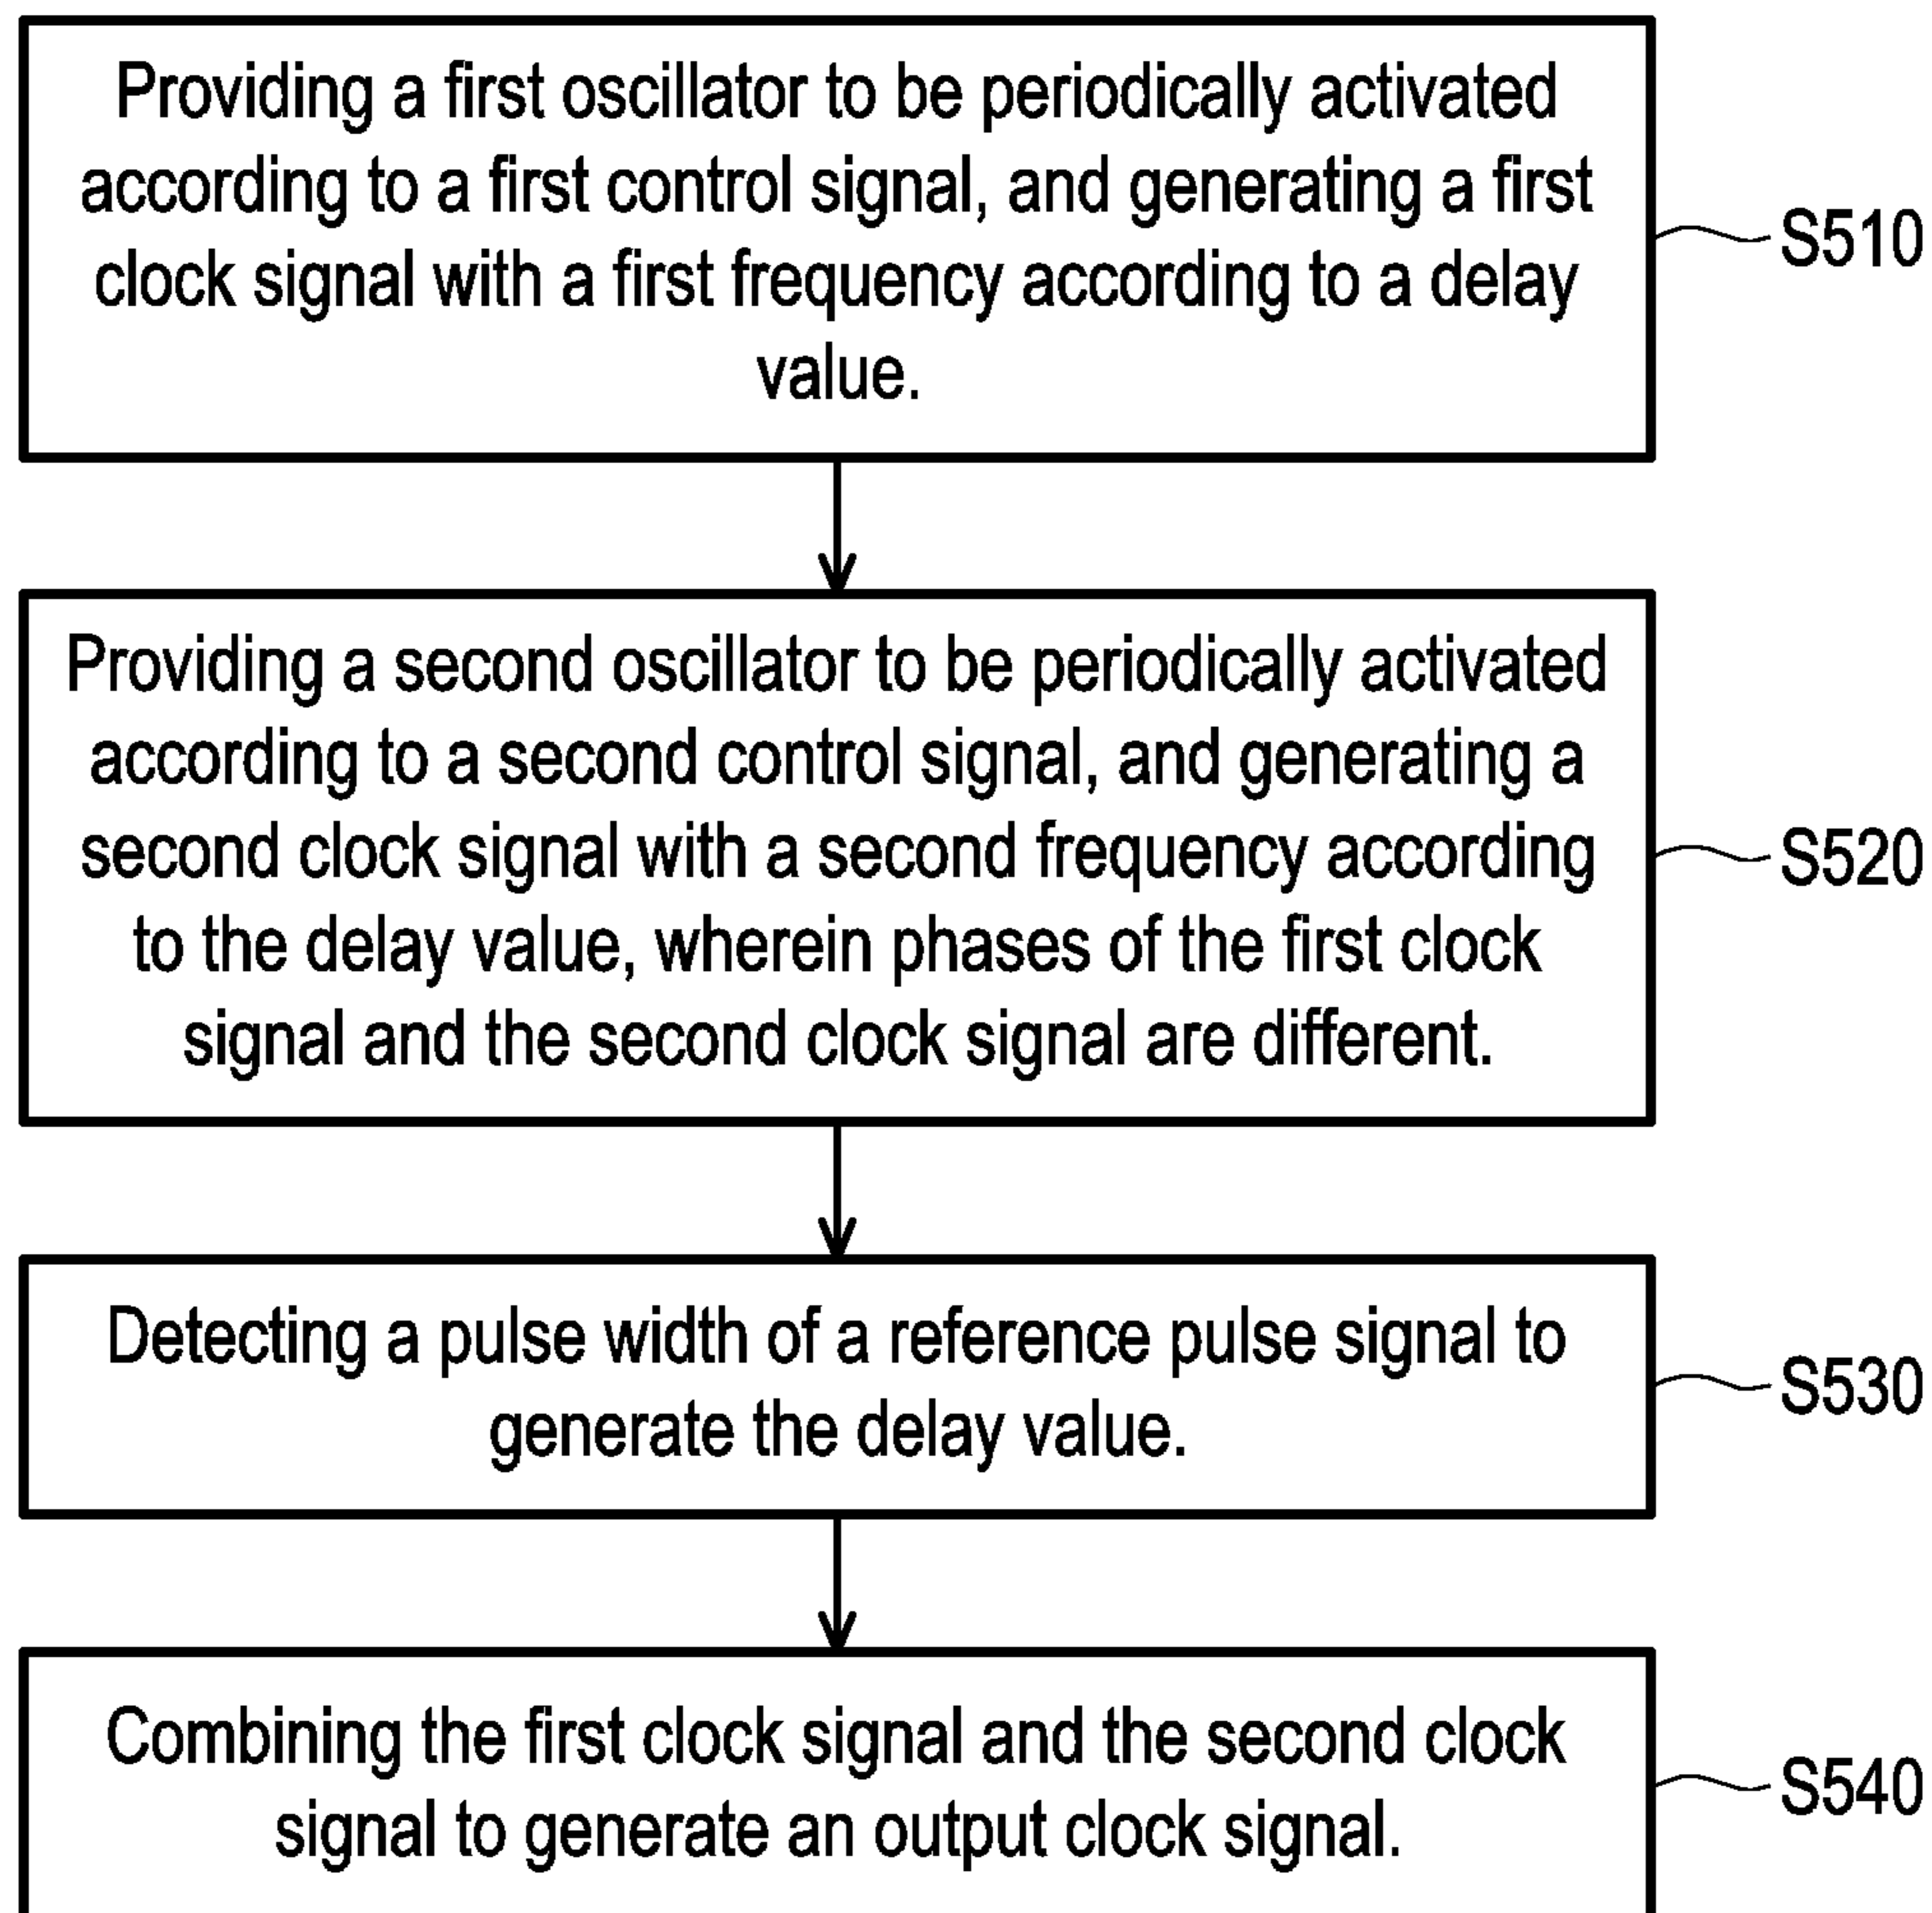 Providing a first oscillator to be periodically activated
according to a first control signal, and generating a first
clock signal with a first frequency according to a delay
value.
S510
Providing a second oscillator to be periodically activated
according to a second control signal, and generating a
second clock signal with a second frequency according
to the delay value, wherein phases of the first clock
signal and the second clock signal are different.
S520
Detecting a pulse width of a reference pulse signal to
generate the delay value.
S530
Combining the first clock signal and the second clock
signal to generate an output clock signal.
S540